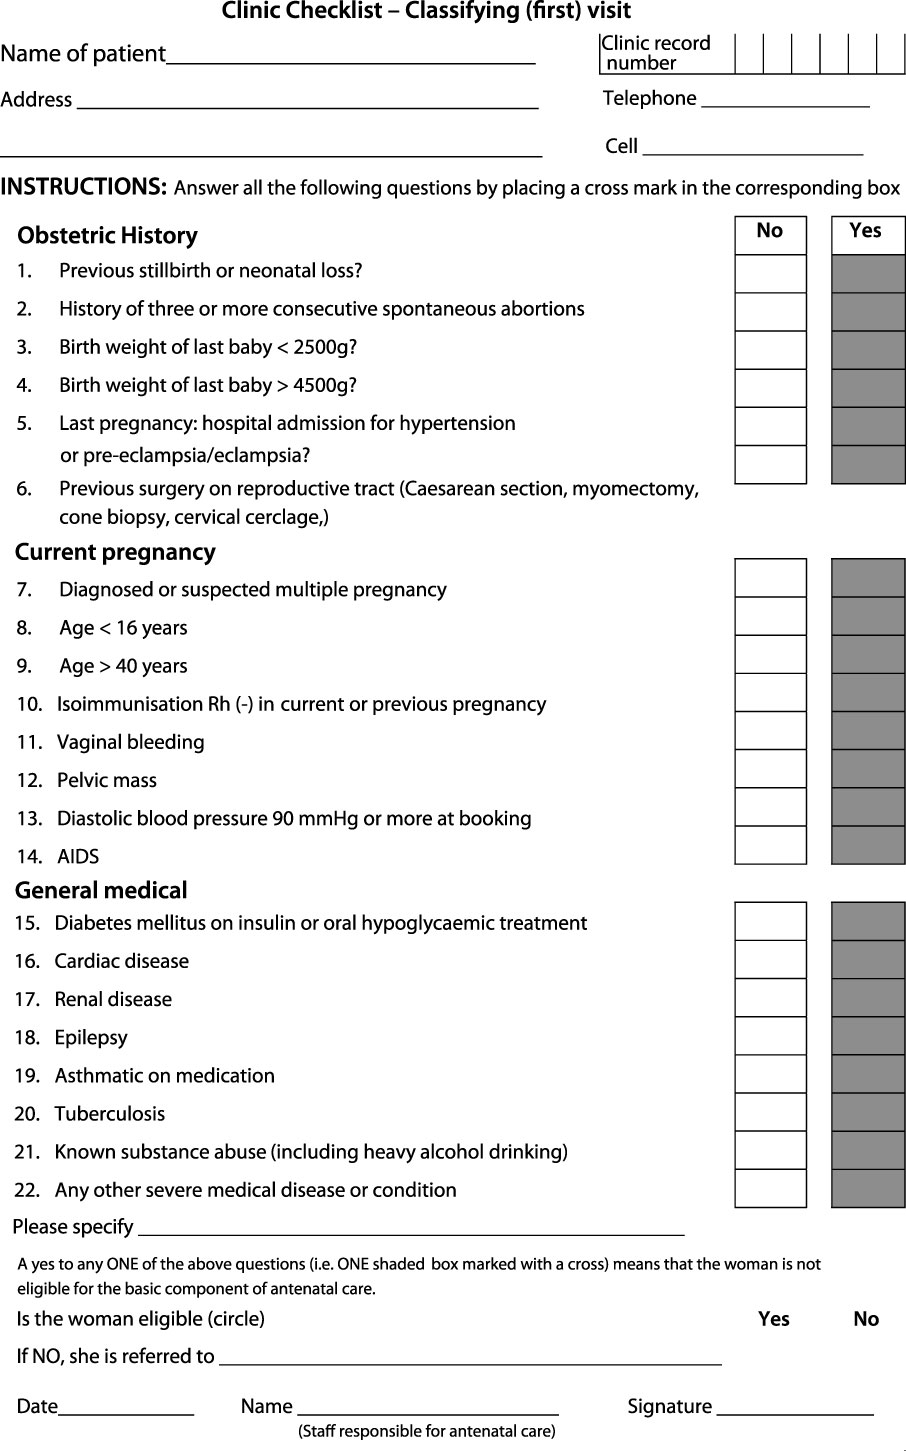 Clinic Checklist – Classifying (first) visit
Name of patient
Clinic record
number
Address
Telephone
Cell
INSTRUCTIONS: Answer all the following questions by placing a cross mark in the corresponding box
Obstetric History
No Yes
1. Previous stillbirth or neonatal loss?
2. History of three or more consecutive spontaneous abortions
3. Birth weight of last baby < 2500g?
4. Birth weight of last baby > 4500g?
5. Last pregnancy: hospital admission for hypertension
or pre-eclampsia/eclampsia?
6. Previous surgery on reproductive tract (Caesarean section, myomectomy,
cone biopsy, cervical cerclage,)
Current pregnancy
7. Diagnosed or suspected multiple pregnancy
8. Age < 16 years
9. Age > 40 years
10. Isoimmunisation Rh (-) in current or previous pregnancy
11. Vaginal bleeding
12. Pelvic mass
13. Diastolic blood pressure 90 mmHg or more at booking
14. AIDS
General medical
15. Diabetes mellitus on insulin or oral hypoglycaemic treatment
16. Cardiac disease
17. Renal disease
18. Epilepsy
19. Asthmatic on medication
20. Tuberculosis
21. Known substance abuse (including heavy alcohol drinking)
22. Any other severe medical disease or condition
Please specify
A yes to any ONE of the above questions (i.e. ONE shaded box marked with a cross) means that the woman is not
eligible for the basic component of antenatal care.
Is the woman eligible (circle) Yes No
If NO, she is referred to
Date Name Signature
(Staff responsible for antenatal care)